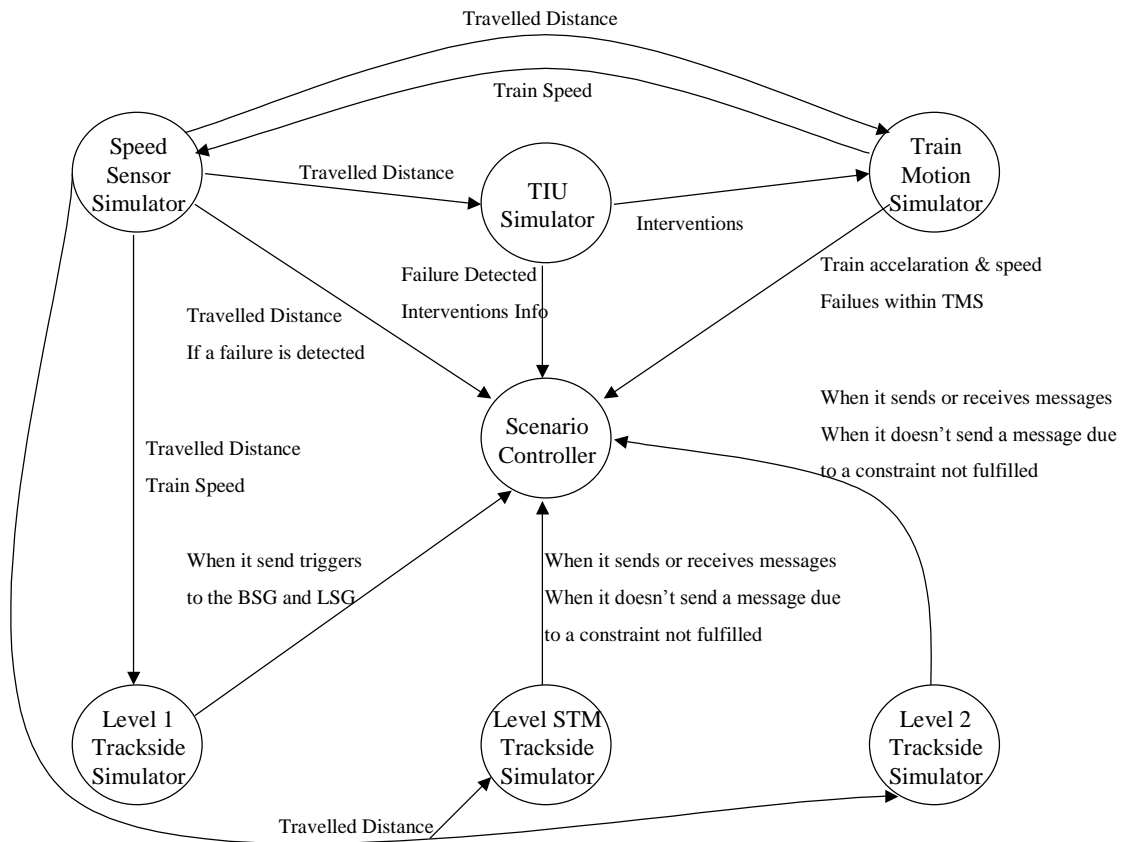 Travelled Distance
Train Speed
Speed
Sensor
Simulator
Travelled Distance
TIU
Simulator
Interventions
Train
Motion
Simulator
Failure Detected
Interventions Info
Train accelaration & speed
Failues within TMS
Travelled Distance
If a failure is detected
Scenario
Controller
When it sends or receives messages
When it doesn't send a message due
to a constraint not fulfilled
Travelled Distance
Train Speed
When it send triggers
to the BSG and LSG
When it sends or receives messages
When it doesn't send a message due
to a constraint not fulfilled
Level 1
Trackside
Simulator
Level STM
Trackside
Simulator
Level 2
Trackside
Simulator
Travelled Distance